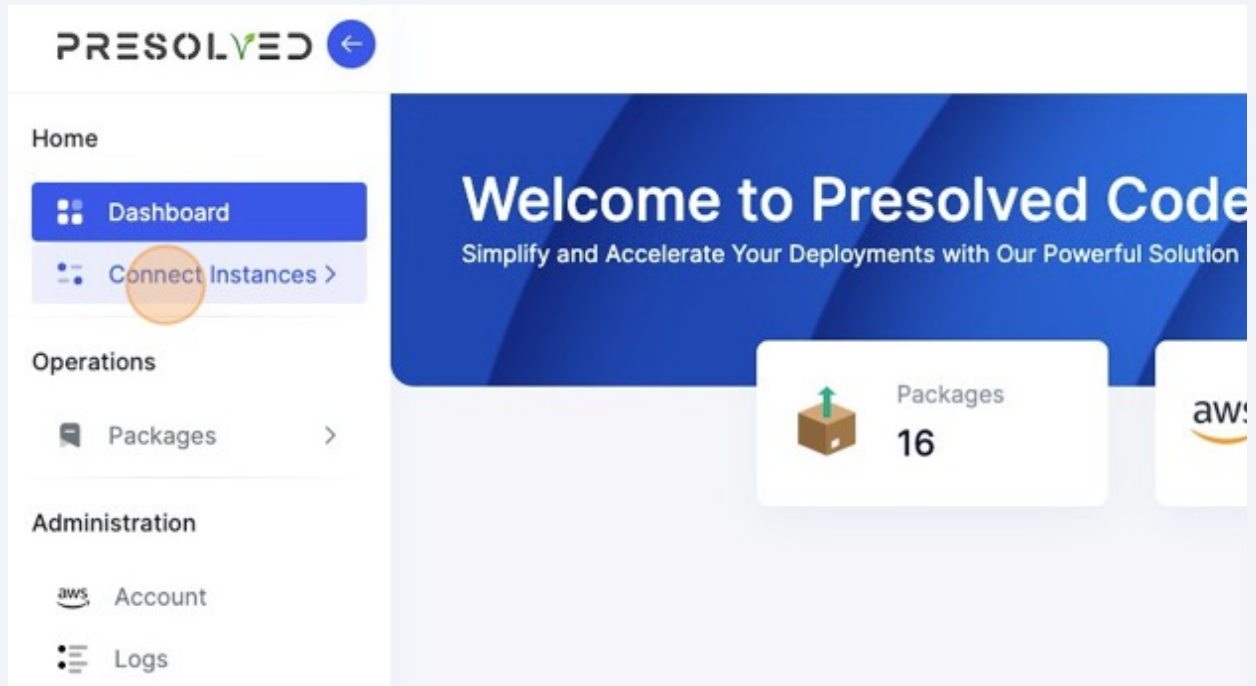 PRESOLVED
Home
Dashboard
Connect Instances
Operations
Packages
Administration
aws Account
Logs
Welcome to Presolved Code
Simplify and Accelerate Your Deployments with Our Powerful Solution
Packages
16
aws